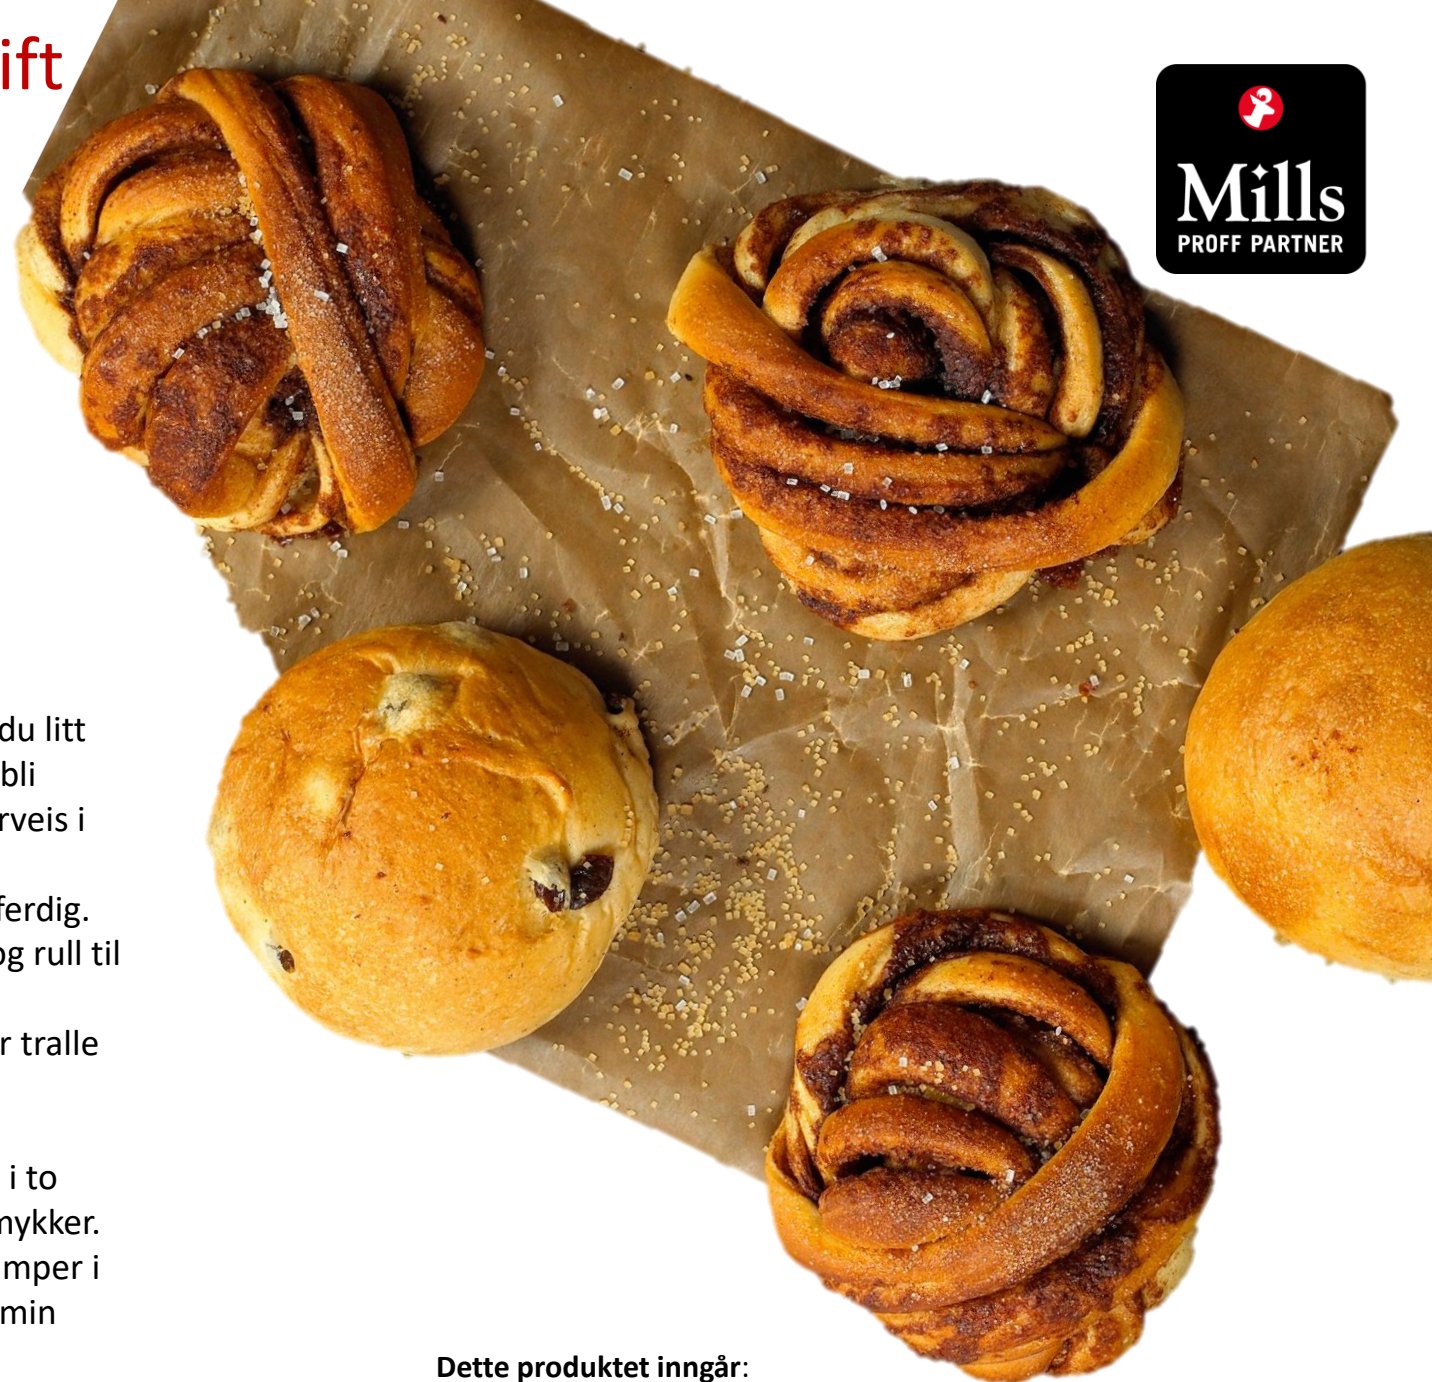 ift
Mills
PROFF PARTNER
du litt
bli
rveis i
ferdig.
og rull til
r tralle
i to
mykker.
mper i
min
Dette produktet inngår: